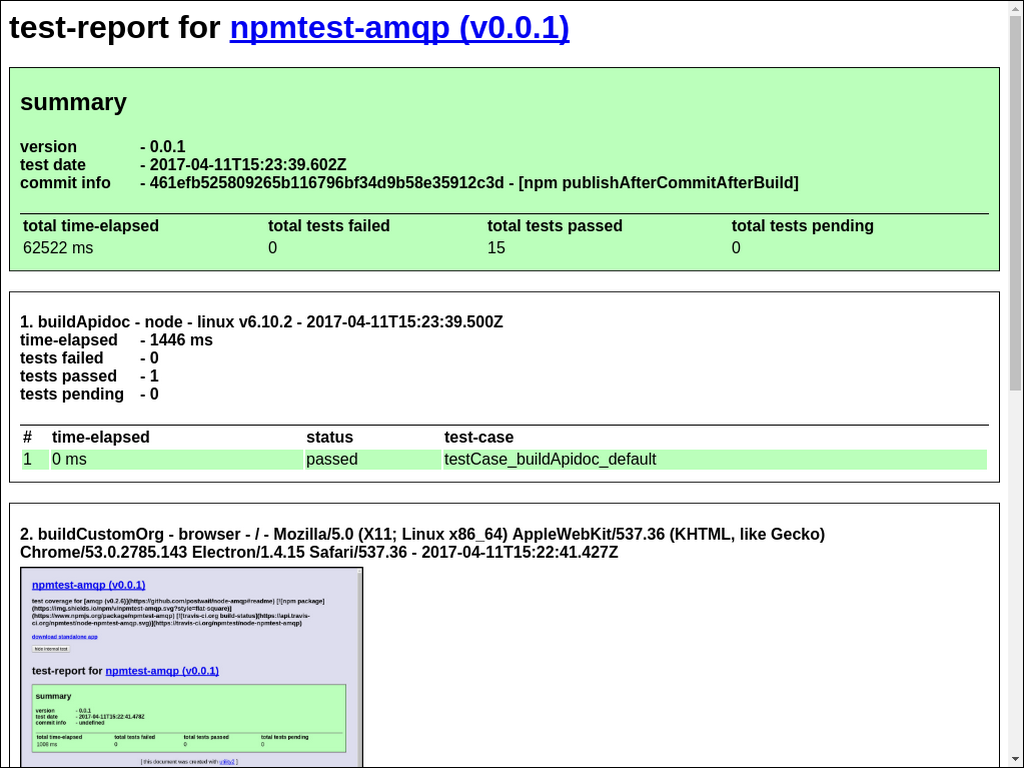 test-report for npmtest-amqp (v0.0.1)
summary
version - 0.0.1
test date - 2017-04-11T15:23:39.602Z
commit info - 461efb525809265b116796bf34d9b58e35912c3d - [npm publishAfterCommitAfterBuild]
total time-elapsed total tests failed total tests passed total tests pending
62522 ms 0 15 0
1. buildApidoc - node - linux v6.10.2 - 2017-04-11T15:23:39.500Z
time-elapsed - 1446 ms
tests failed - 0
tests passed - 1
tests pending - 0
# time-elapsed status test-case
1 0 ms passed testCase_buildApidoc_default
2. buildCustomOrg - browser - / - Mozilla/5.0 (X11; Linux x86_64) AppleWebKit/537.36 (KHTML, like Gecko)
Chrome/53.0.2785.143 Electron/1.4.15 Safari/537.36 - 2017-04-11T15:22:41.427Z
npmtest-amqp (v0.0.1)
test coverage for [amqp (v0.2.6)](https://github.com/postwait/node-amqp#readme) [![npm package]
(https://img.shields.io/npm/v/npmtest-amqp.svg?style=flat-square)]
(https://www.npmjs.org/package/npmtest-amqp) [![travis-ci.org build-status](https://api.travis-
ci.org/npmtest/node-npmtest-amqp.svg)](https://travis-ci.org/npmtest/node-npmtest-amqp)
download standalone app
hide internal test
test-report for npmtest-amqp (v0.0.1)
summary
version - 0.0.1
test date - 2017-04-11T15:22:41.478Z
commit info - undefined
total time-elapsed total tests failed total tests passed total tests pending
1008 ms 0 0 0
[ this document was created with utility2 ]